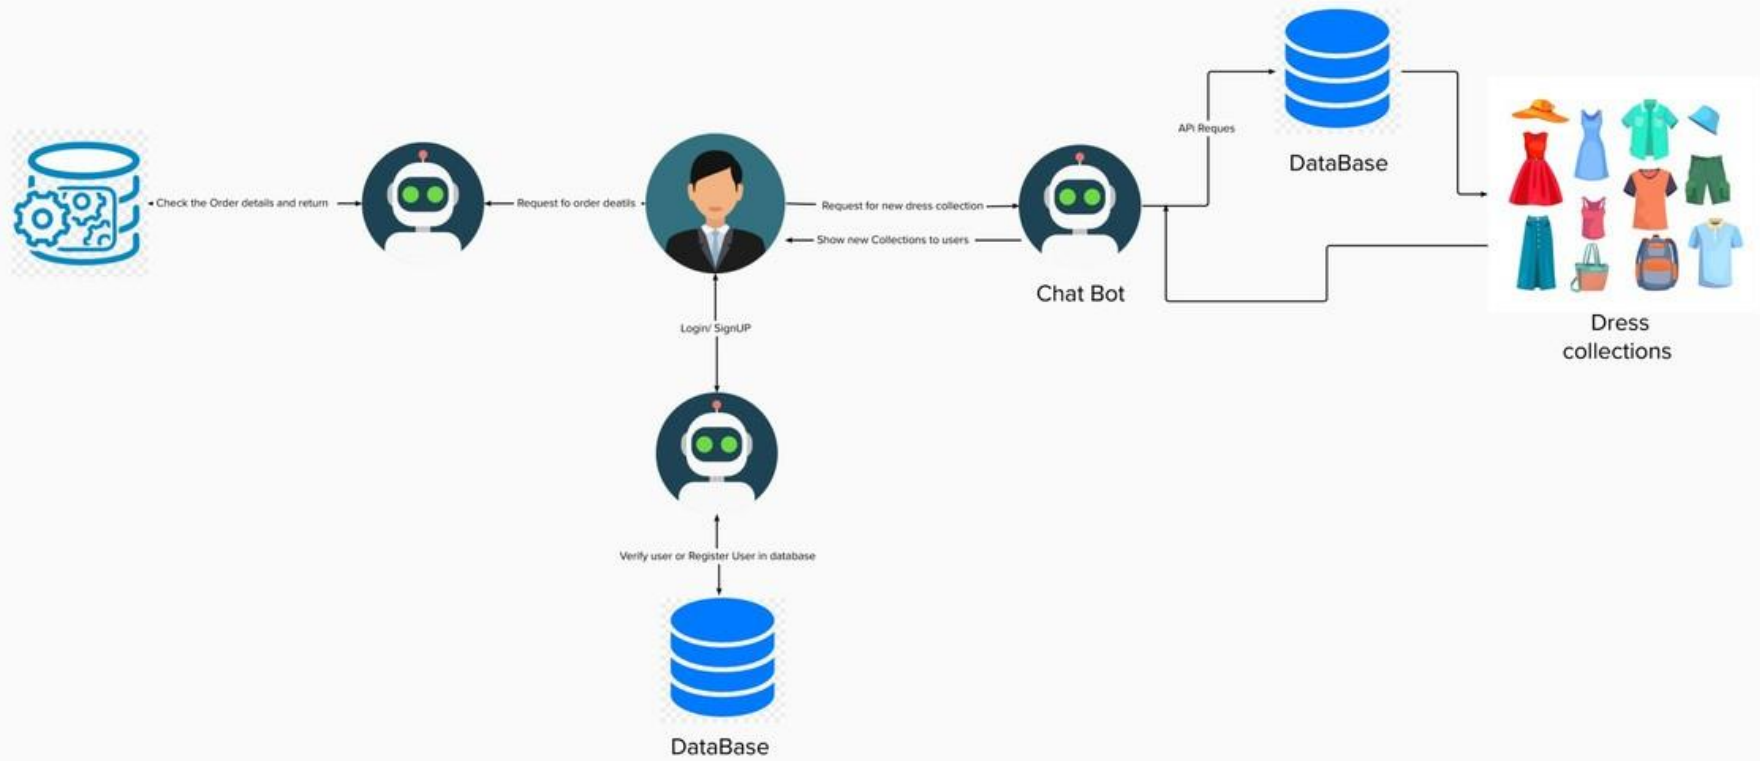 APi Reques
DataBase
Check the Order details and return
Request fo order deatils
Request for new dress collection
Show new Collections to users
Chat Bot
Dress
collections
Login/ SignUP
Verify user or Register User in database
DataBase